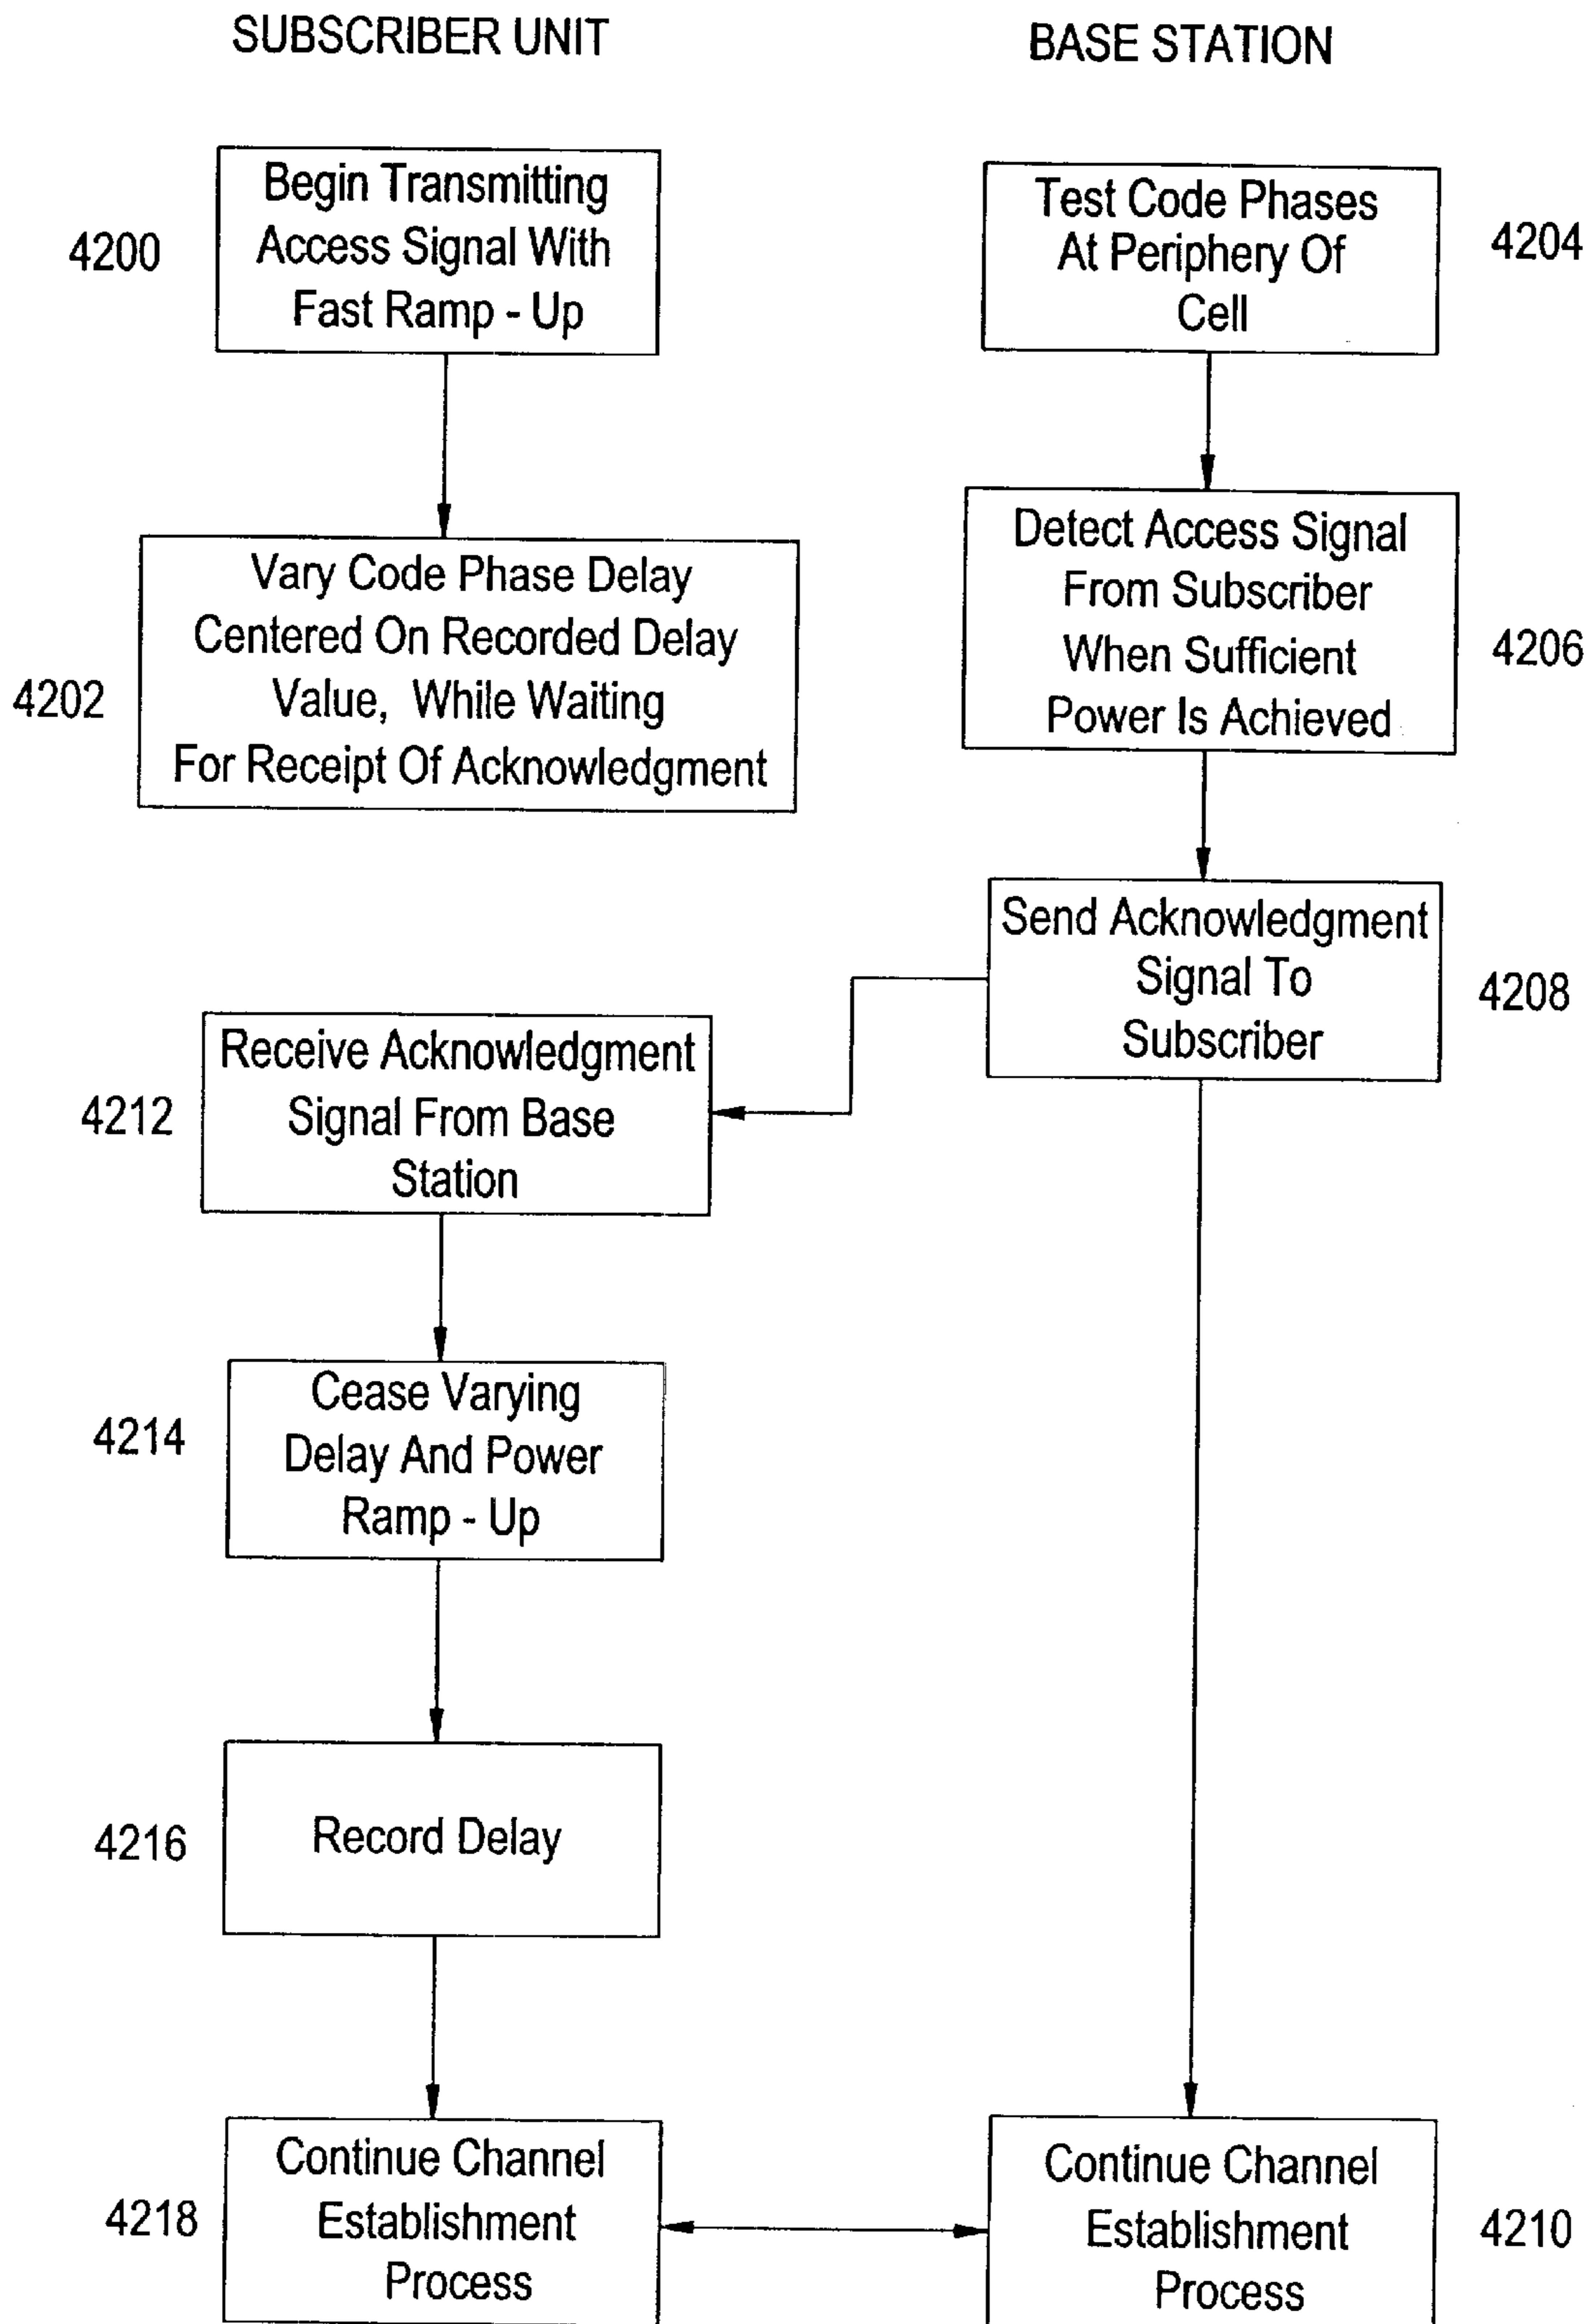 SUBSCRIBER UNIT
BASE STATION
4200
Begin Transmitting
Access Signal With
Fast Ramp - Up
Test Code Phases
At Periphery Of
Cell
4204
4202
Vary Code Phase Delay
Centered On Recorded Delay
Value, While Waiting
For Receipt Of Acknowledgment
Detect Access Signal
From Subscriber
When Sufficient
Power Is Achieved
4206
Send Acknowledgment
Signal To
Subscriber
4208
4212
Receive Acknowledgment
Signal From Base
Station
4214
Cease Varying
Delay And Power
Ramp - Up
4216
Record Delay
4218
Continue Channel
Establishment
Process
Continue Channel
Establishment
Process
4210